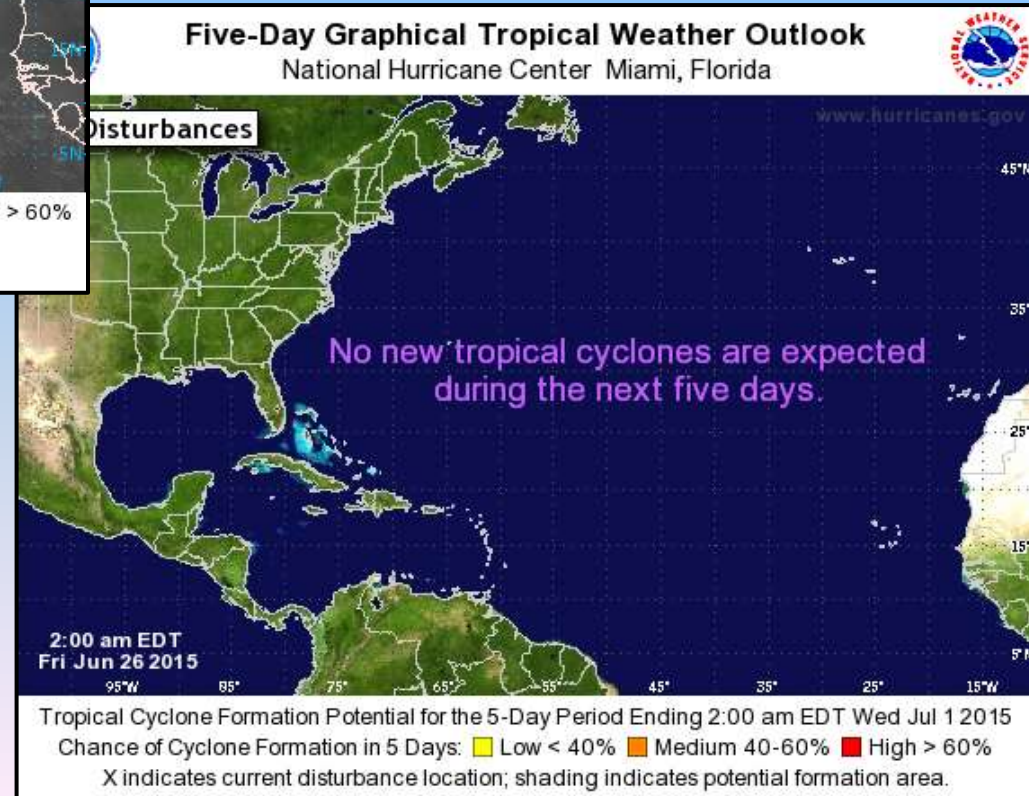 Five-Day Graphical Tropical Weather Outlook
National Hurricane Center Miami, Florida
15N
5N
> 60%
Disturbances
www.hurricanes.gov
45°N
35°
No new tropical cyclones are expected
during the next five days.
25°
15°
5°N
2:00 am EDT
Fri Jun 26 2015
95°W 85° 75° 65° 55° 45° 35° 25° 15°W
Tropical Cyclone Formation Potential for the 5-Day Period Ending 2:00 am EDT Wed Jul 1 2015
Chance of Cyclone Formation in 5 Days: Low < 40% Medium 40-60% High > 60%
X indicates current disturbance location; shading indicates potential formation area.